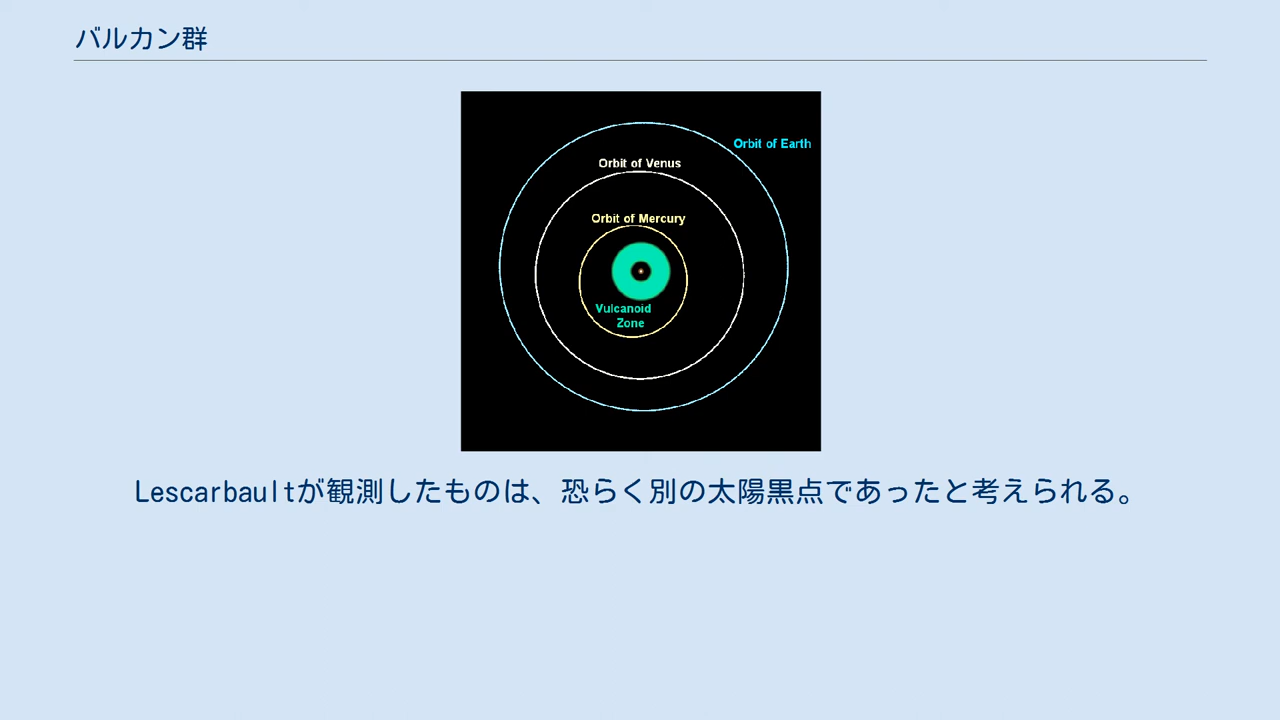 バルカン群
Orbit of Earth
Orbit of Venus
Orbit of Mercury
Vulcanoid
Zone
Lescarbaultが観測したものは、恐らく別の太陽黒点であったと考えられる。